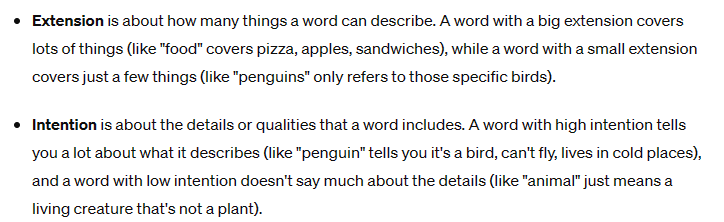 • Extension is about how many things a word can describe. A word with a big extension covers
lots of things (like "food" covers pizza, apples, sandwiches), while a word with a small extension
covers just a few things (like "penguins" only refers to those specific birds).
• Intention is about the details or qualities that a word includes. A word with high intention tells
you a lot about what it describes (like "penguin" tells you it's a bird, can't fly, lives in cold places),
and a word with low intention doesn't say much about the details (like "animal" just means a
living creature that's not a plant).